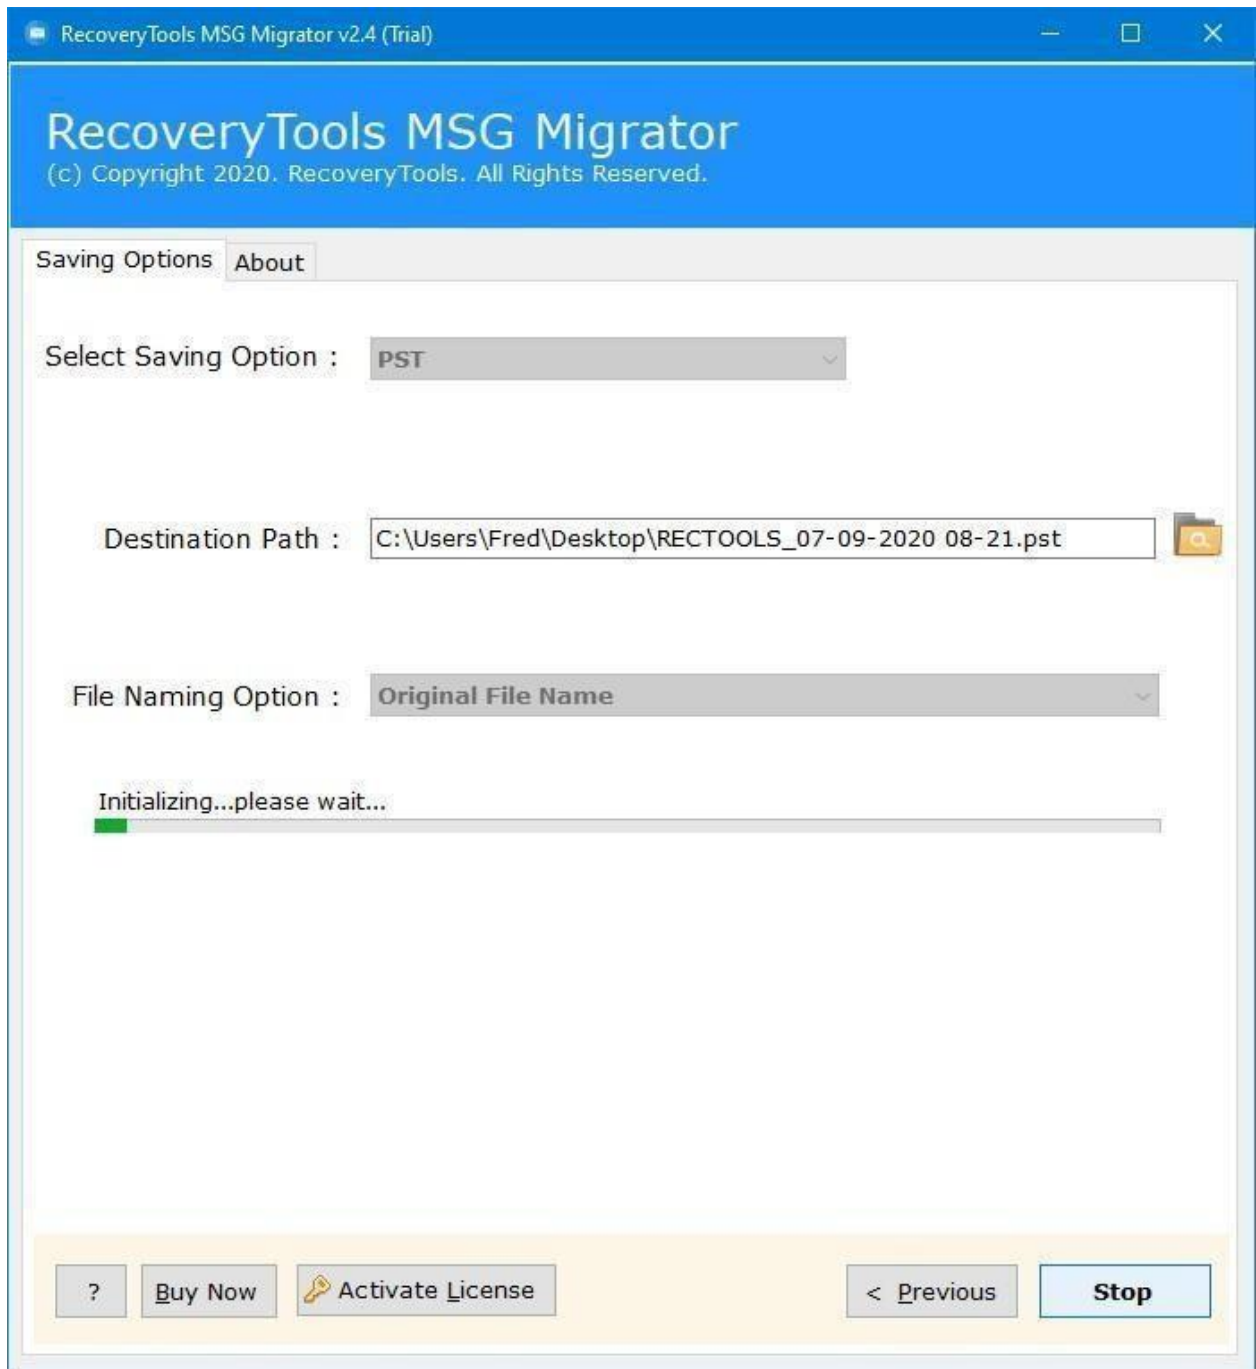 RecoveryTools MSG Migrator v2.4 (Trial)
RecoveryTools MSG Migrator
(c) Copyright 2020. RecoveryTools. All Rights Reserved.
Saving Options About
Select Saving Option : PST
Destination Path : C:\Users\Fred\Desktop\RECTOOLS_07-09-2020 08-21.pst
File Naming Option : Original File Name
Initializing...please wait...
? Buy Now Activate License < Previous Stop